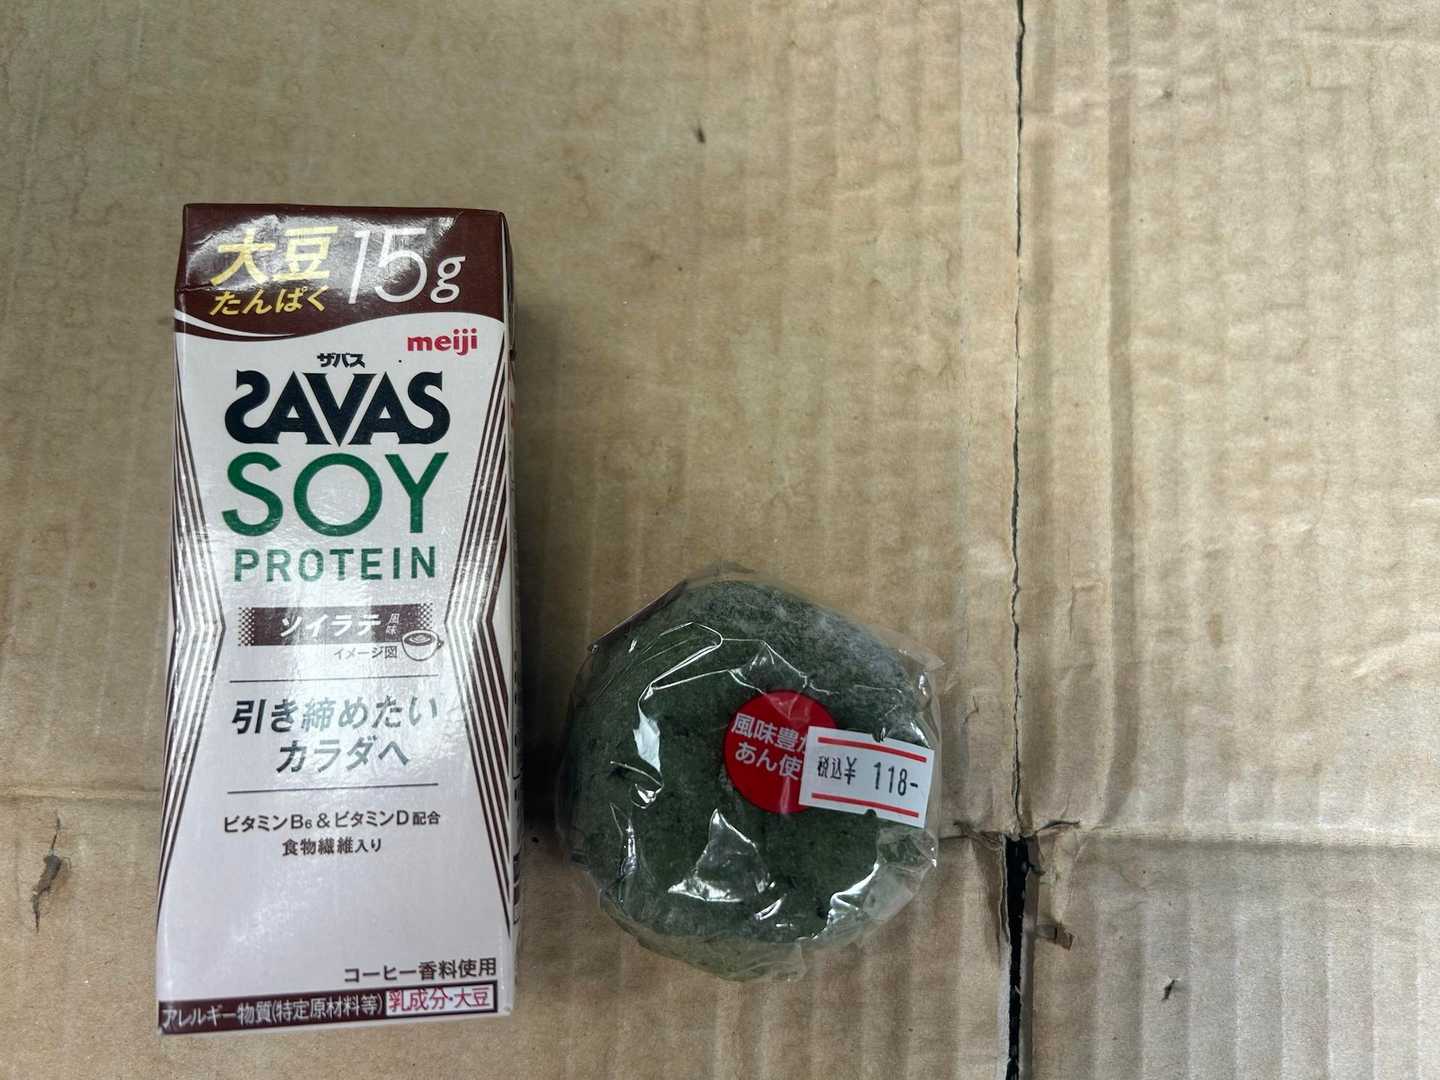 大豆
たんぱく
15g
meiji
ザバス
SAVAS
SOY
PROTEIN
ソイラテ風味
イメージ図
引き締めたい
カラダへ
ビタミンB6&ビタミンD配合
食物繊維入り
コーヒー香料使用
アレルギー物質(特定原材料等) 乳成分・大豆
風味豊か
あん使
税込¥ 118-